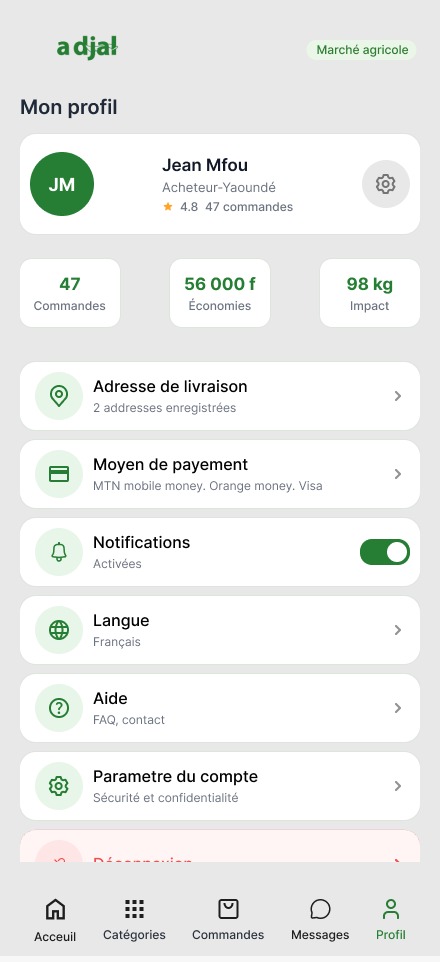 adjal
Marché agricole
Mon profil
JM
Jean Mfou
Acheteur-Yaoundé
4.8 47 commandes
47
Commandes
56 000 f
Économies
98 kg
Impact
Adresse de livraison
2 addresses enregistrées
Moyen de payement
MTN mobile money. Orange money. Visa
Notifications
Activées
Langue
Français
Aide
FAQ, contact
Parametre du compte
Sécurité et confidentialité
Déconnexion
Acceuil
Catégories
Commandes
Messages
Profil